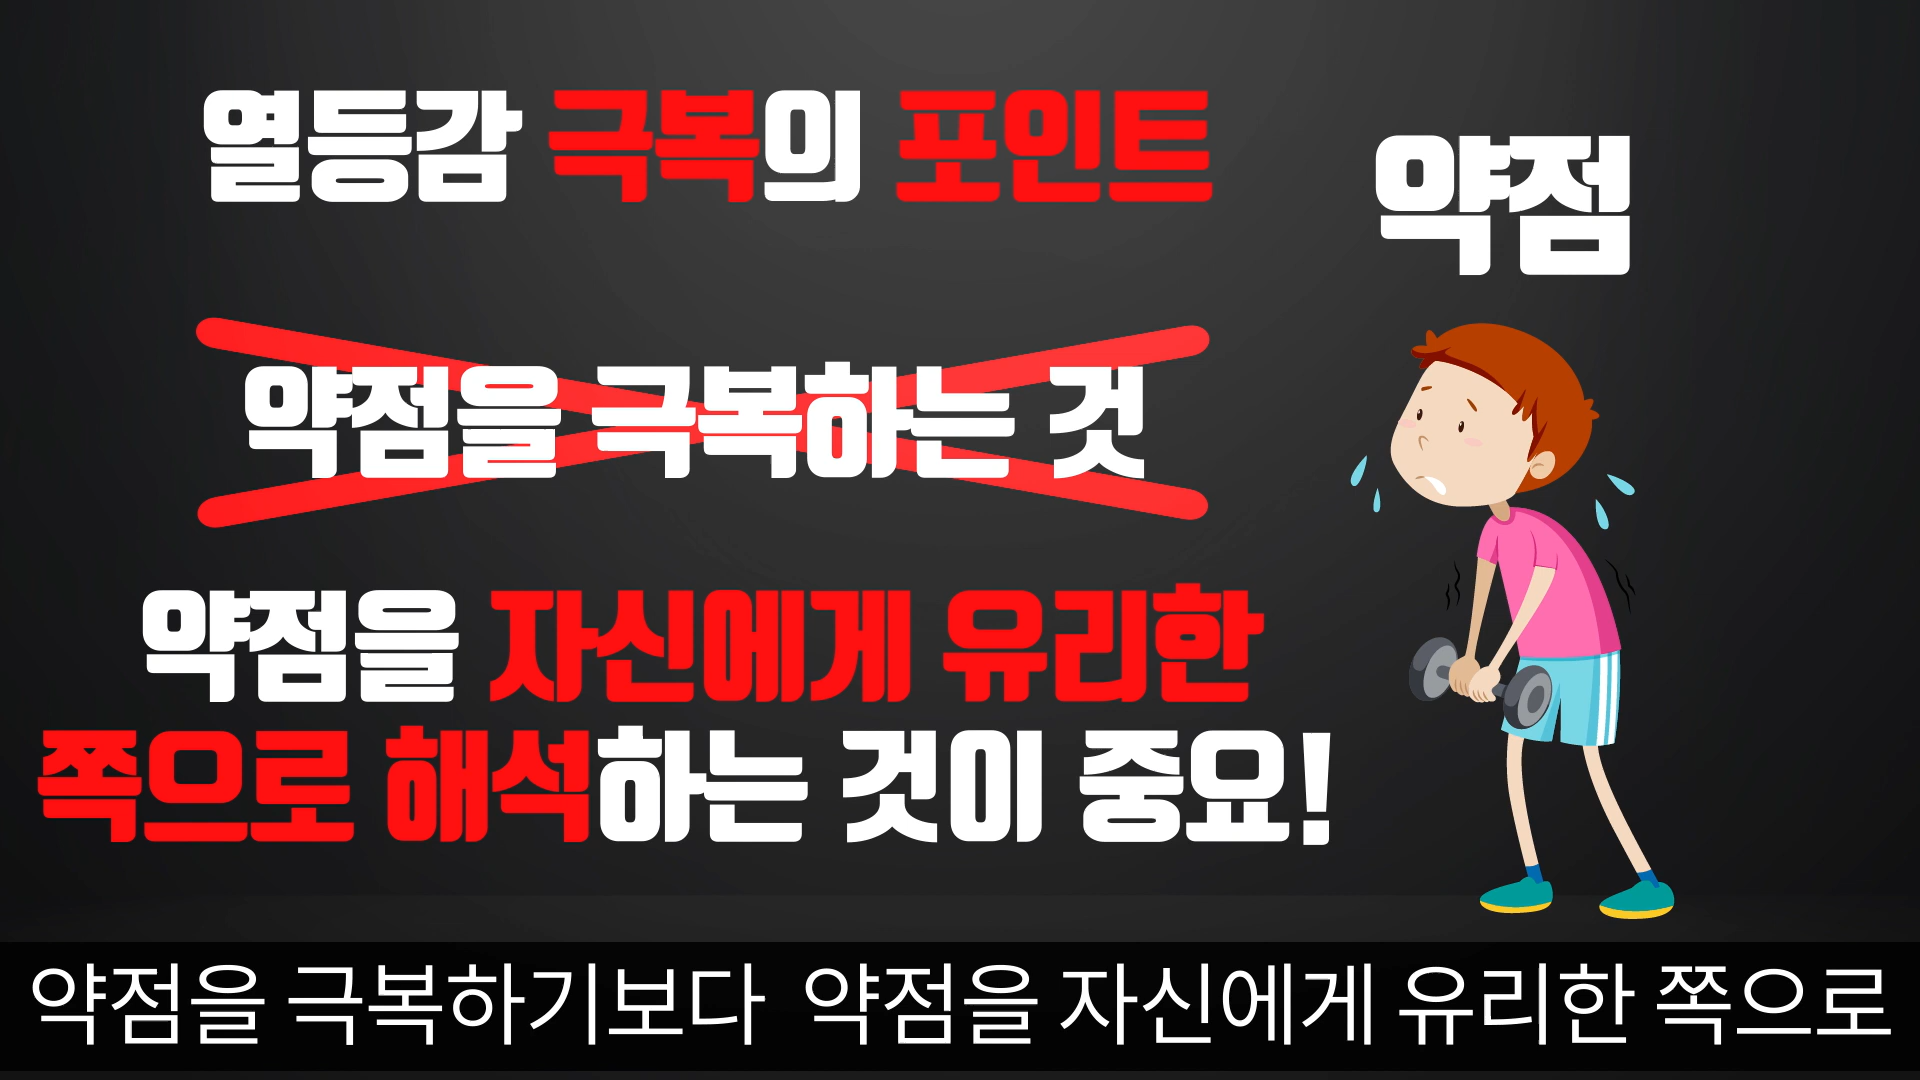 열등감 극복의 포인트
약점
약점을 극복하는 것
약점을 자신에게 유리한
쪽으로 해석하는 것이 중요!
약점을 극복하기보다 약점을 자신에게 유리한 쪽으로